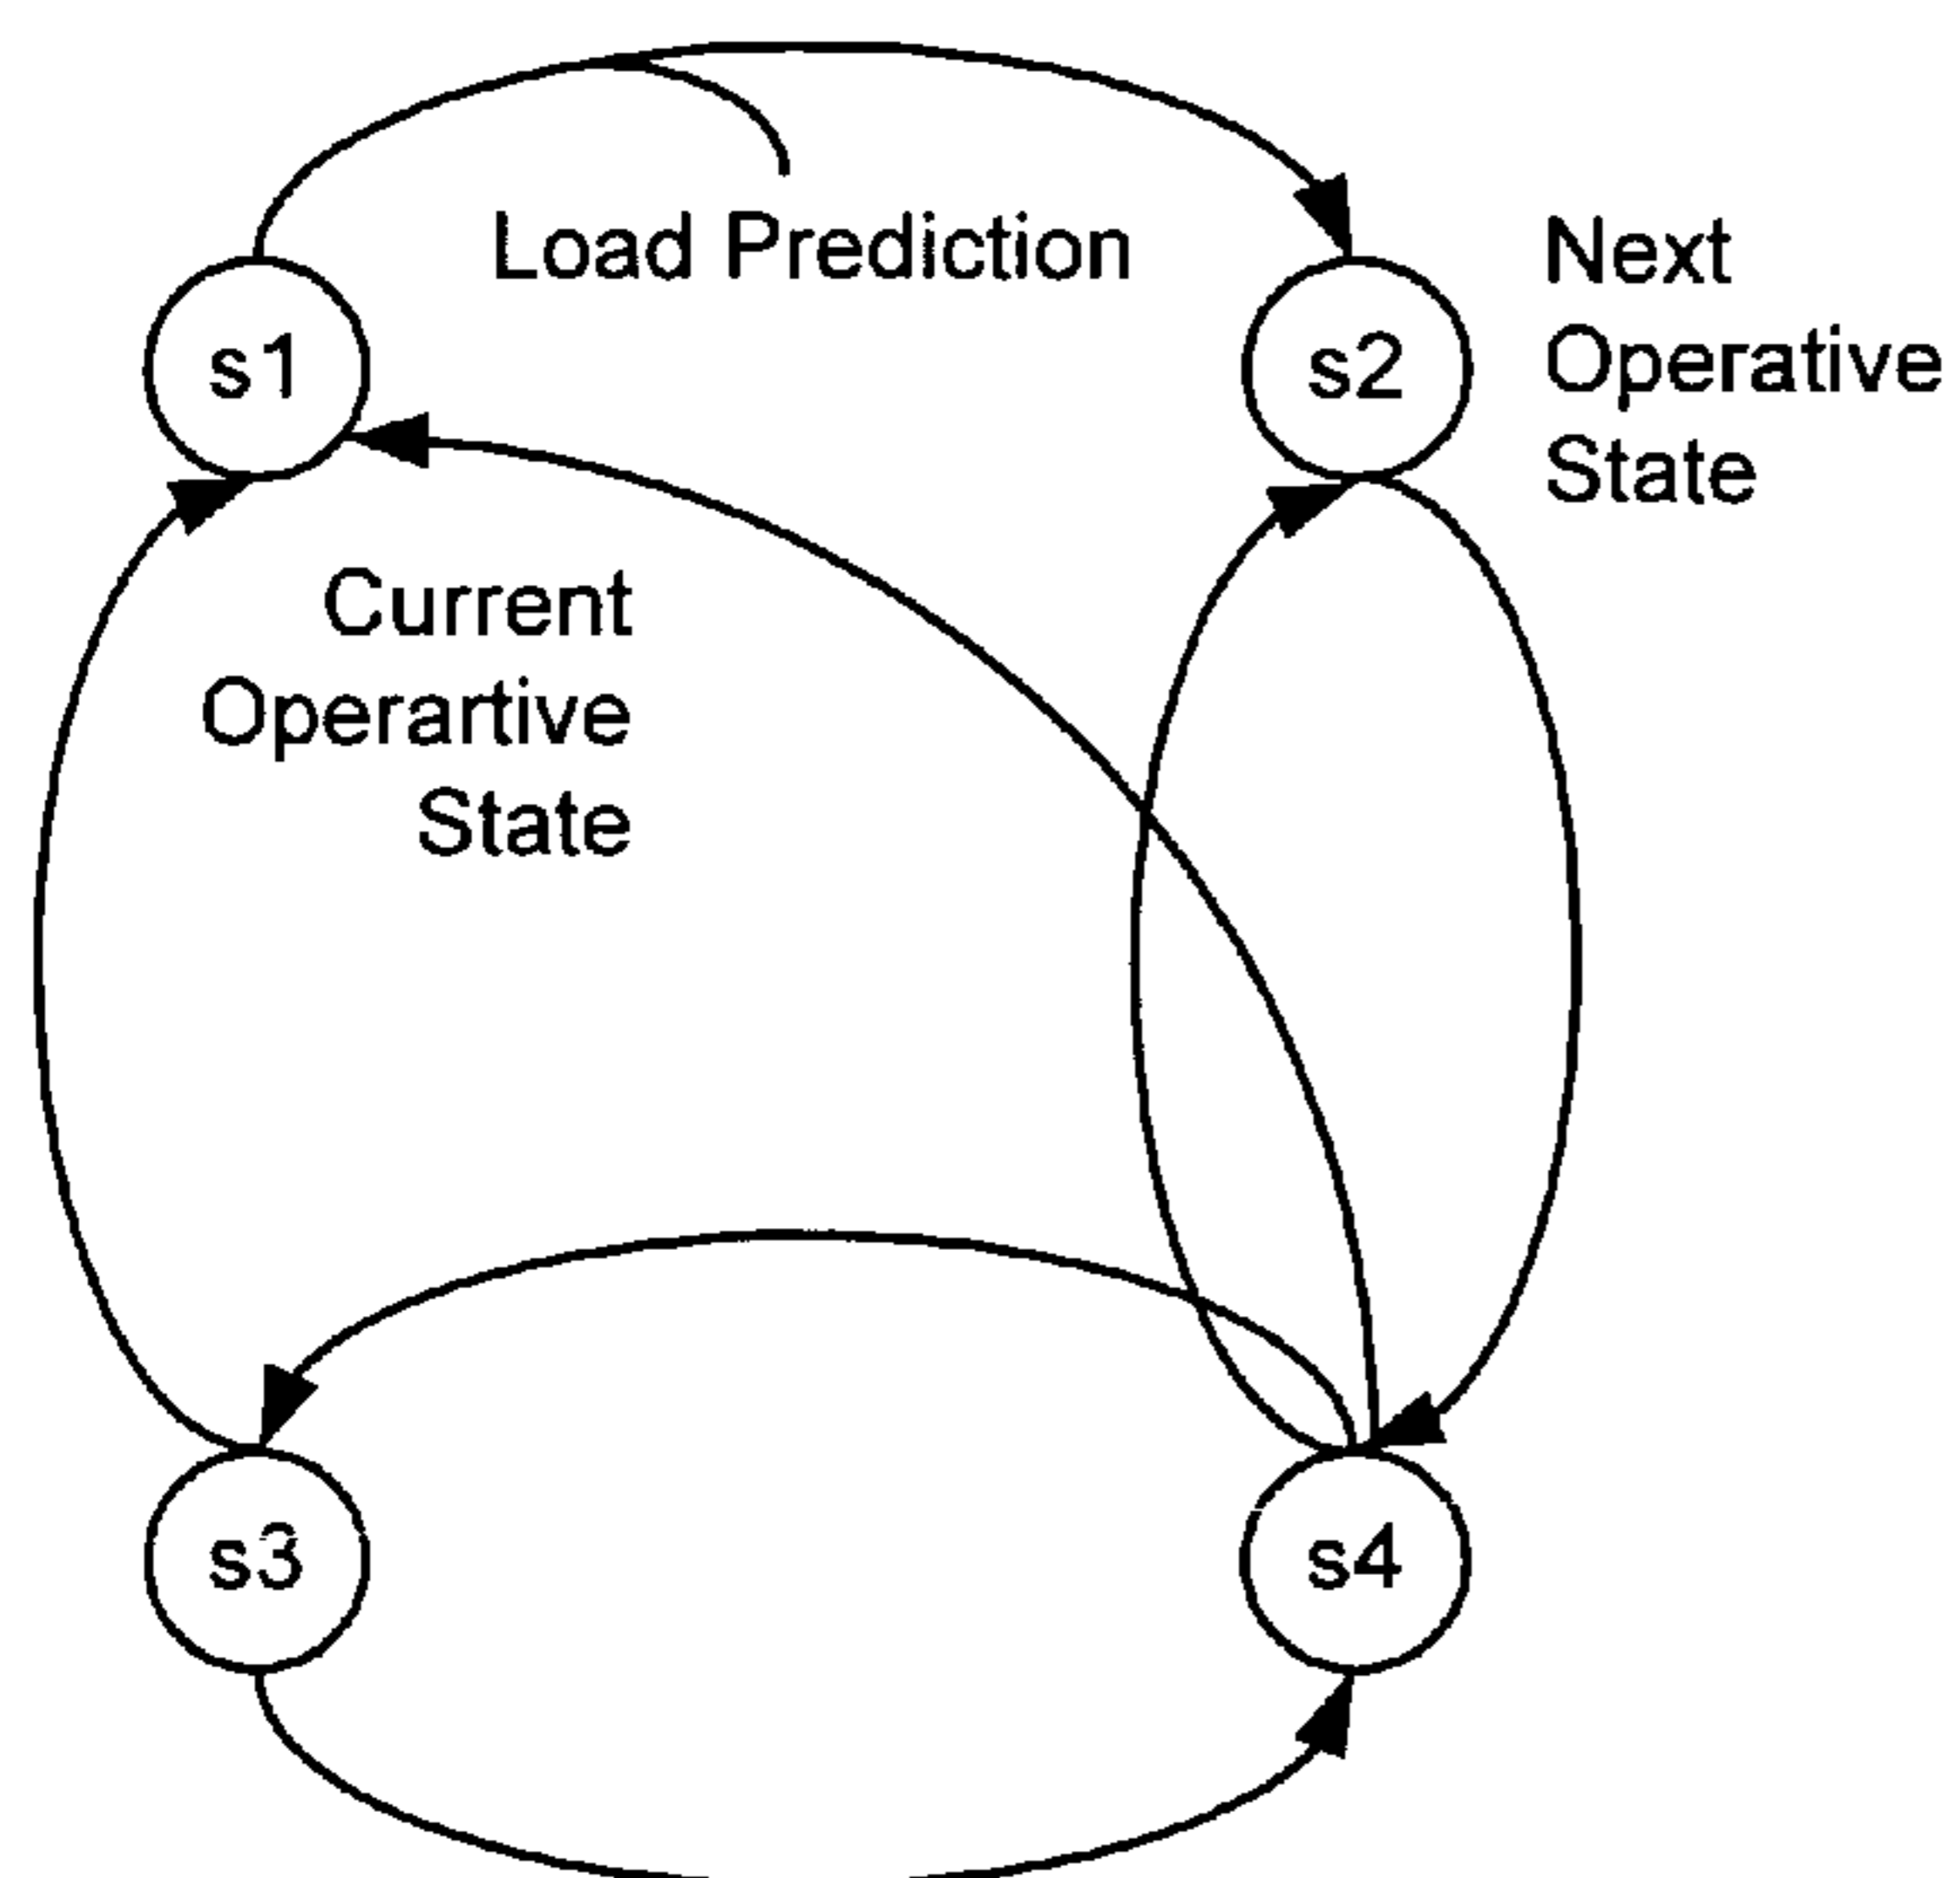 Load Prediction
s1
s2
Next
Operative
State
Current
Operartive
State
s3
s4